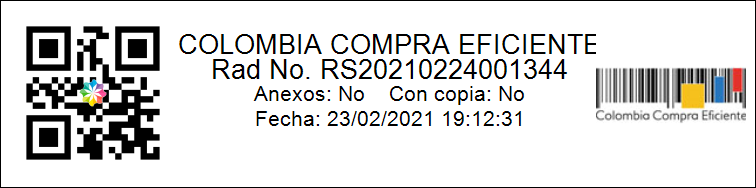 COLOMBIA COMPRA EFICIENTE
Rad No. RS20210224001344
Anexos: No Con copia: No
Fecha: 23/02/2021 19:12:31
Colombia Compra Eficiente